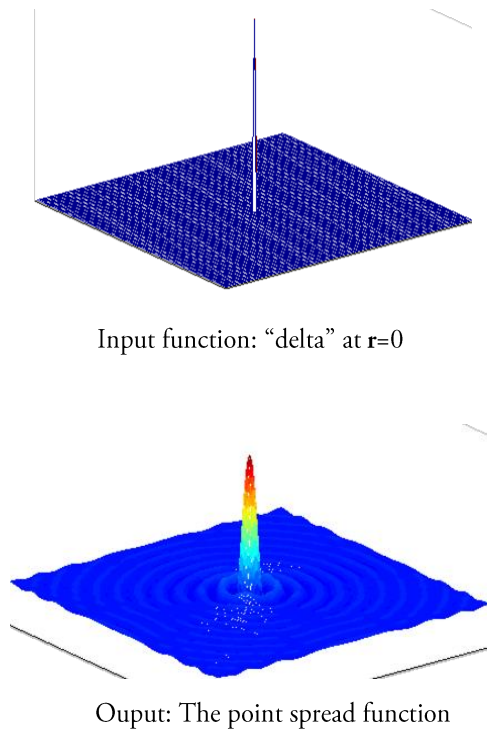 Input function: “delta” at r=0
Ouput: The point spread function